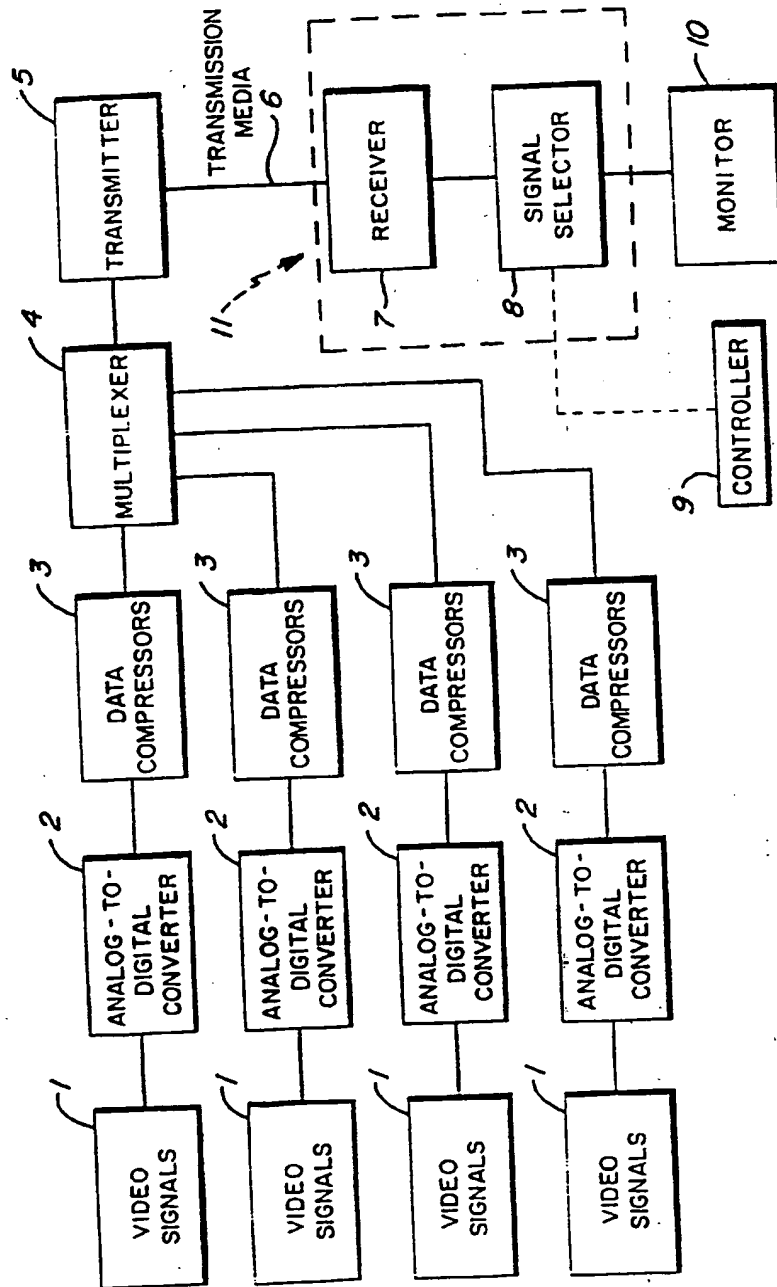 1
VIDEO
SIGNALS
2
ANALOG-TO-
DIGITAL
CONVERTER
3
DATA
COMPRESSORS
4
MULTIPLEXER
5
TRANSMITTER
1
VIDEO
SIGNALS
2
ANALOG-TO-
DIGITAL
CONVERTER
3
DATA
COMPRESSORS
1
VIDEO
SIGNALS
2
ANALOG-TO-
DIGITAL
CONVERTER
3
DATA
COMPRESSORS
1
VIDEO
SIGNALS
2
ANALOG-TO-
DIGITAL
CONVERTER
3
DATA
COMPRESSORS
TRANSMISSION
MEDIA
6
11
RECEIVER
7
SIGNAL
SELECTOR
8
9
CONTROLLER
10
MONITOR